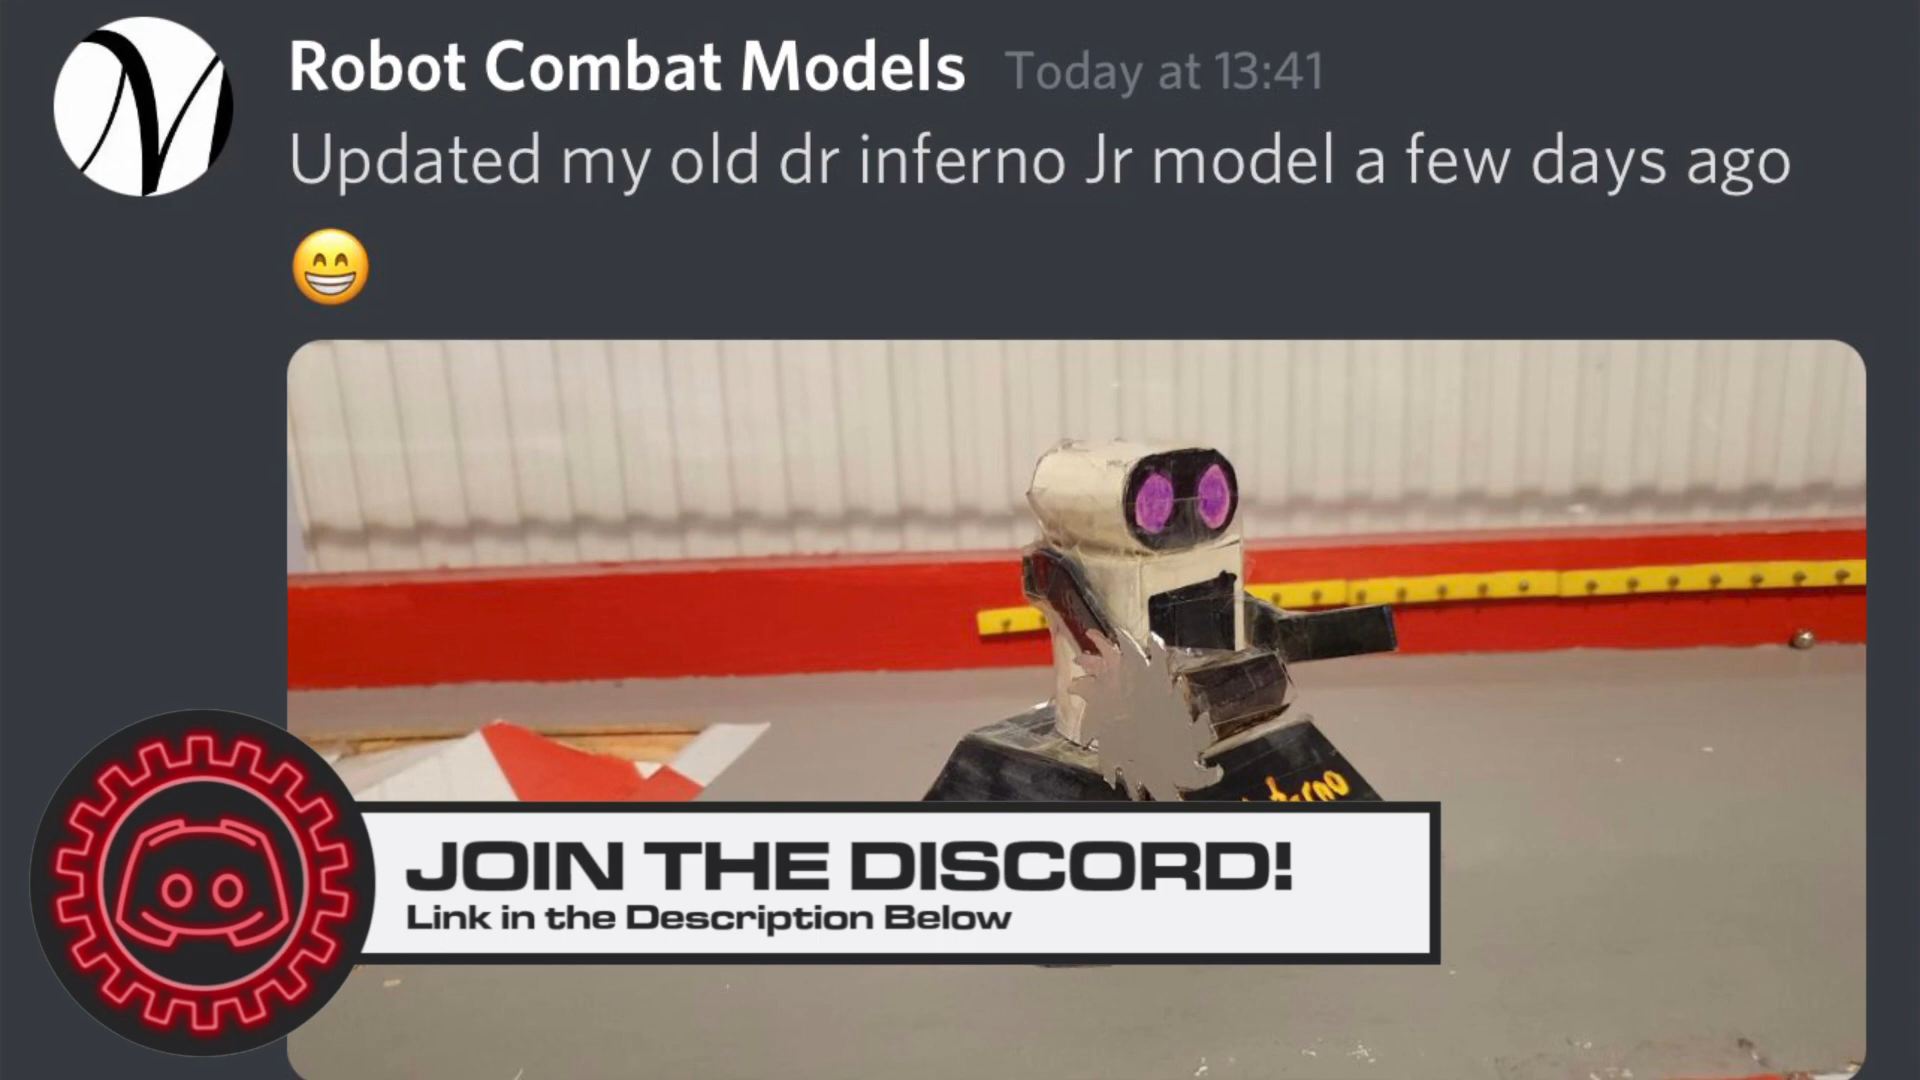 Robot Combat Models Today at 13:41
Updated my old dr inferno Jr model a few days ago
😁
JOIN THE DISCORD!
Link in the Description Below